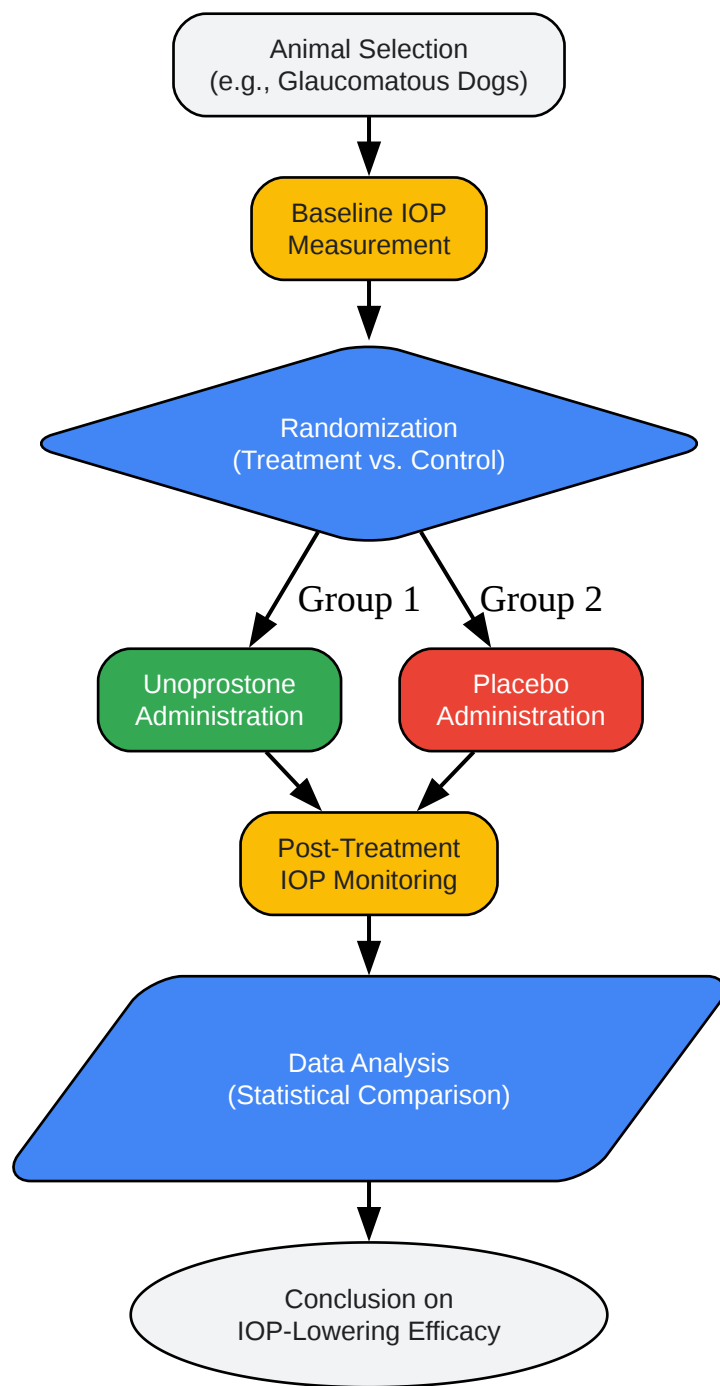 Animal Selection
(e.g., Glaucomatous Dogs)
Baseline IOP
Measurement
Randomization
(Treatment vs. Control)
Group 1
Group 2
Unoprostone
Administration
Placebo
Administration
Post-Treatment
IOP Monitoring
Data Analysis
(Statistical Comparison)
Conclusion on
IOP-Lowering Efficacy